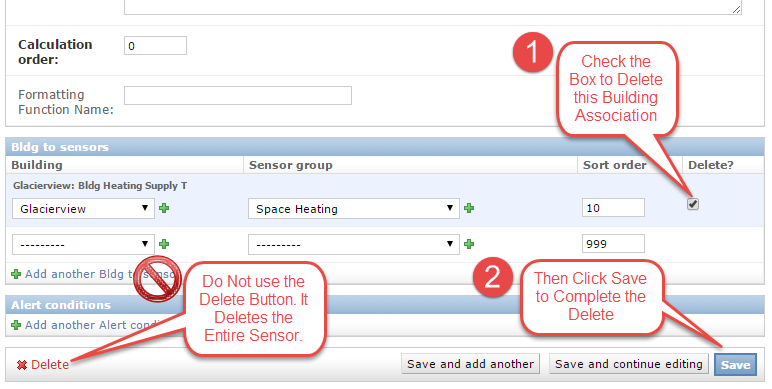 Calculation
order:
0
Formatting
Function Name:
1
Check the
Box to Delete
this Building
Association
Bldg to sensors
Building Sensor group Sort order Delete?
Glacierview: Bldg Heating Supply T
Glacierview Space Heating 10
--------- --------- 999
Add another Bldg to sensor
Do Not use the
Delete Button. It
Deletes the
Entire Sensor.
2
Then Click Save
to Complete the
Delete
Alert conditions
Add another Alert condi
Delete
Save and add another Save and continue editing Save